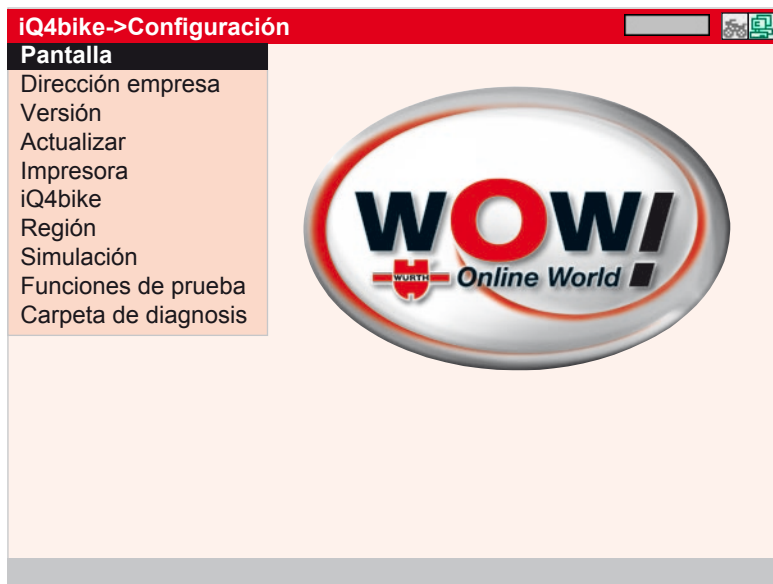 iQ4bike->Configuración
Pantalla
Dirección empresa
Versión
Actualizar
Impresora
iQ4bike
Región
Simulación
Funciones de prueba
Carpeta de diagnosis
WOW!
WÜRTH Online World